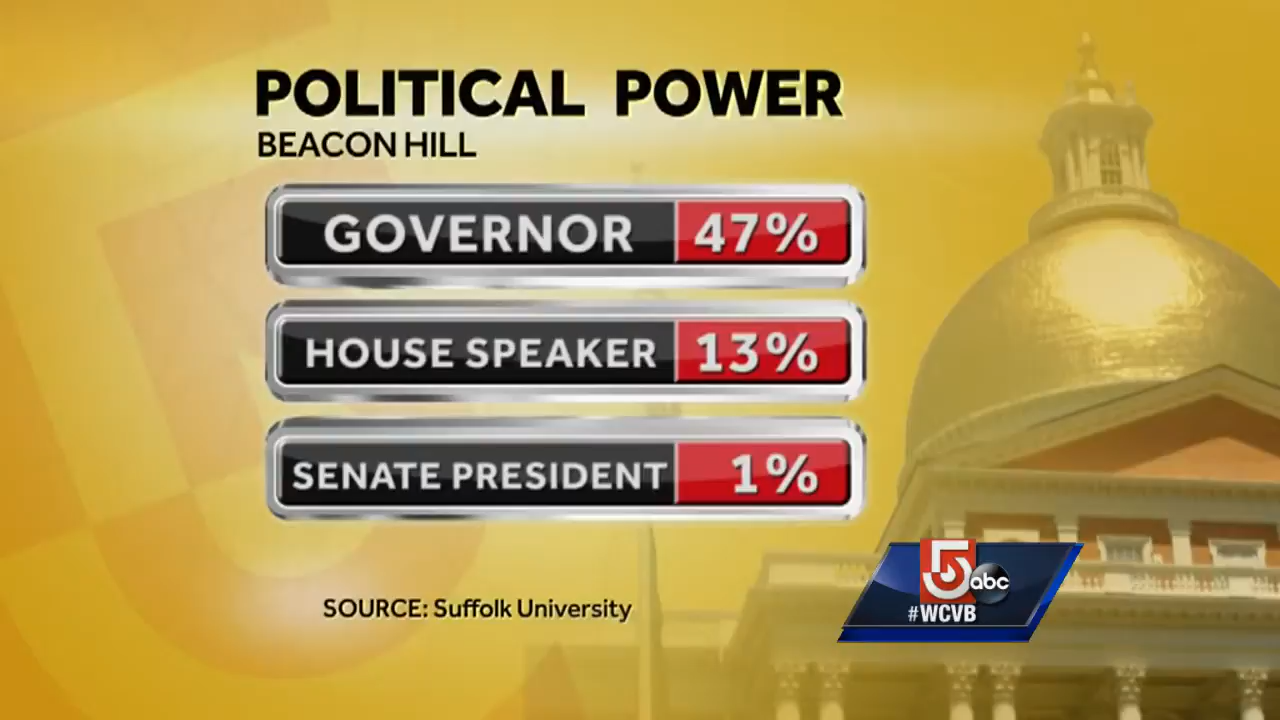 POLITICAL POWER
BEACON HILL
GOVERNOR 47%
HOUSE SPEAKER 13%
SENATE PRESIDENT 1%
SOURCE: Suffolk University
5 abc
#WCVB